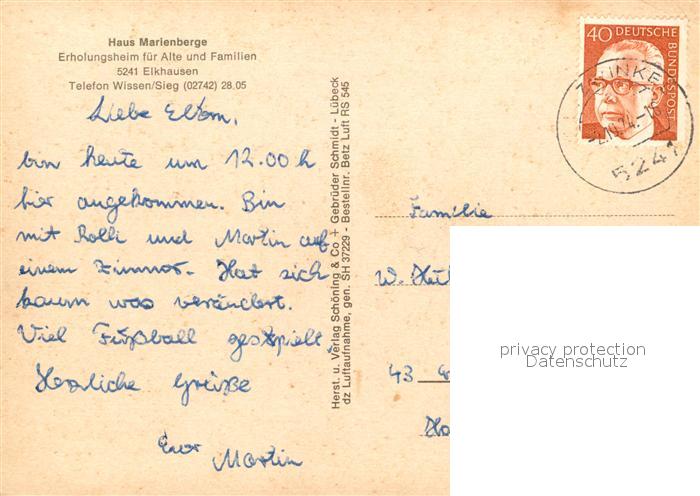 Haus Marienberge
Erholungsheim für Alte und Familien
5241 Elkhausen
Telefon Wissen/Sieg (02742) 28 05
Liebe Eltern,
bin heute um 12.00 h
hier angekommen. Bin
mit Rolli und Martin auf
einem Zimmer. Hat sich
kaum was verändert.
Viel Fußball gespielt.
Herzliche Grüße
Euer
Martin
Herst. u. Verlag Schöning & Co + Gebrüder Schmidt - Lübeck
dz Luftaufnahme, gen. SH 37229 - Bestellnr. Betz Luft RS 545
40 DEUTSCHE
BUNDESPOST
5241
Familie
W.
43
privacy protection
Datenschutz